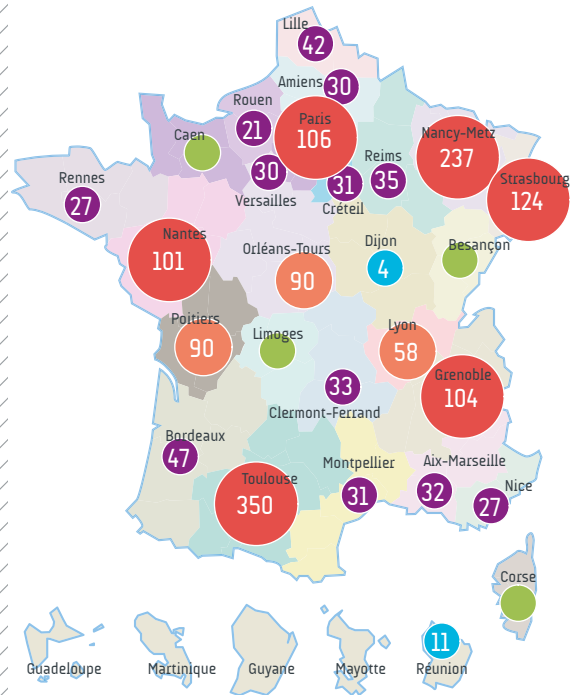 Lille
42
Amiens 30
Rouen
21
Paris
106
Caen
Nancy-Metz
237
Reims
35
30
Versailles
31
Créteil
Strasbourg
124
Rennes
27
Nantes
101
Orléans-Tours
90
Dijon
4
Besançon
Poitiers
90
Limoges
Lyon
58
Grenoble
104
33
Clermont-Ferrand
Bordeaux
47
Toulouse
350
Montpellier
31
Aix-Marseille
32
Nice
27
Corse
Guadeloupe
Martinique
Guyane
Mayotte
11
Réunion